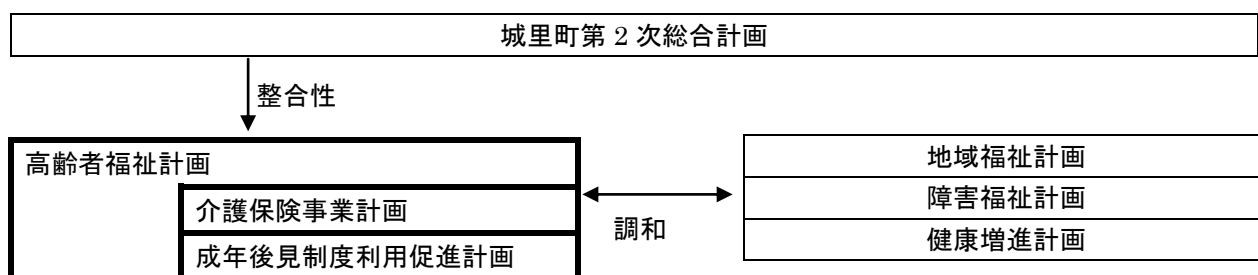 城里町第 2 次総合計画
整合性
高齢者福祉計画
介護保険事業計画
成年後見制度利用促進計画
調和
地域福祉計画
障害福祉計画
健康増進計画